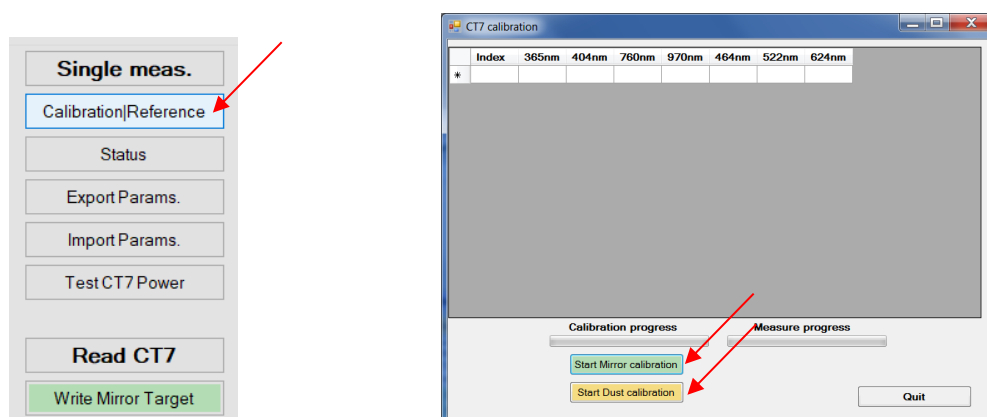 Single meas.
Calibration|Reference
Status
Export Params.
Import Params.
Test CT7 Power
Read CT7
Write Mirror Target
CT7 calibration
Index 365nm 404nm 760nm 970nm 464nm 522nm 624nm
*
Calibration progress Measure progress
Start Mirror calibration
Start Dust calibration
Quit